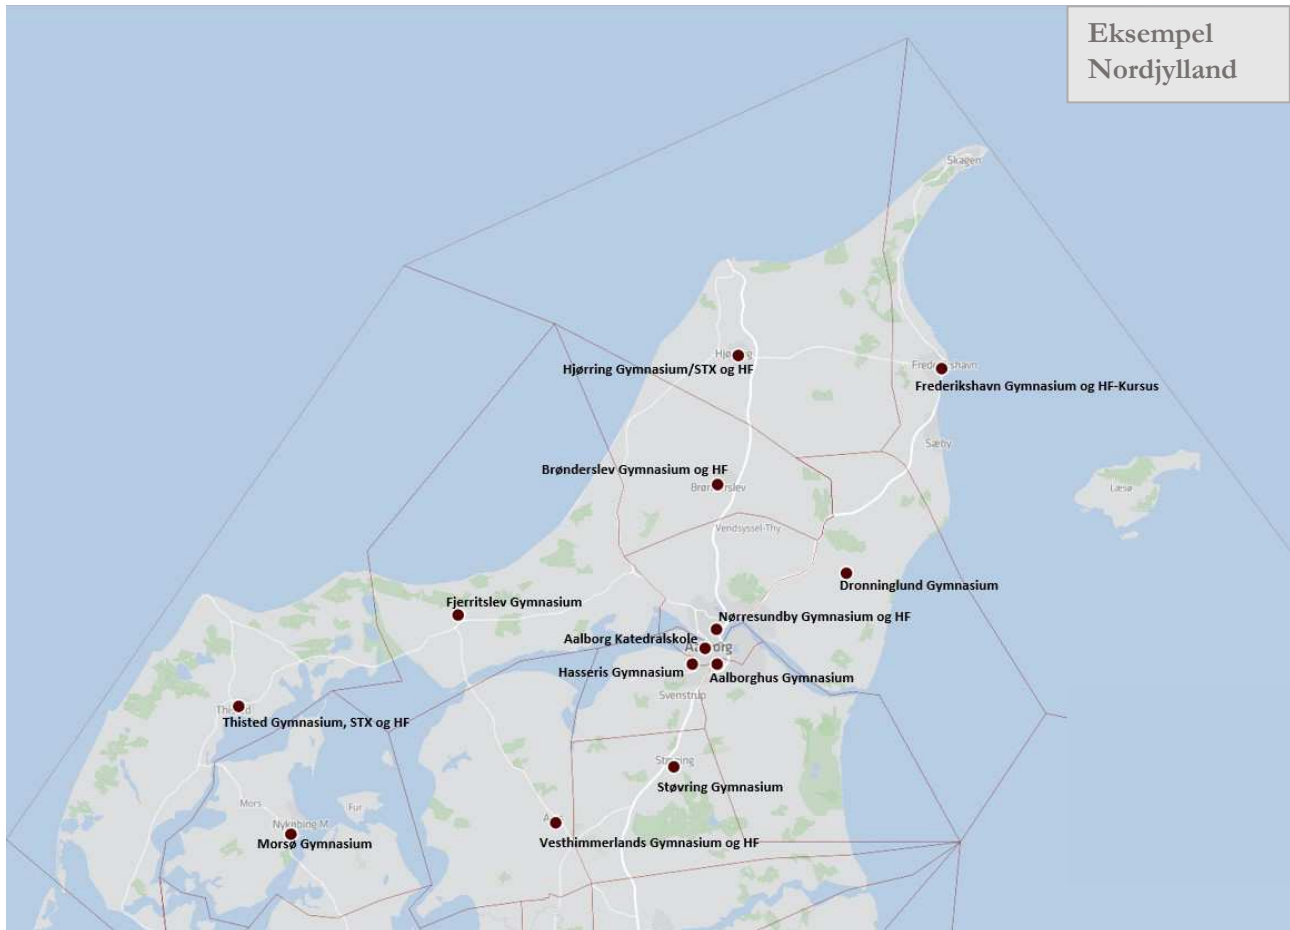 Eksempel
Nordjylland
Skagen
Hjørring Gymnasium/STX og HF
Frederikshavn Gymnasium og HF-Kursus
Sæby
Brønderslev Gymnasium og HF
Læsø
Vendsyssel-Thy
Dronninglund Gymnasium
Fjerritslev Gymnasium
Nørresundby Gymnasium og HF
Aalborg Katedralskole
Hasseris Gymnasium
Aalborghus Gymnasium
Svenstrup
Thisted Gymnasium, STX og HF
Støvring Gymnasium
Mors
Fur
Nykøbing M
Morsø Gymnasium
Vesthimmerlands Gymnasium og HF